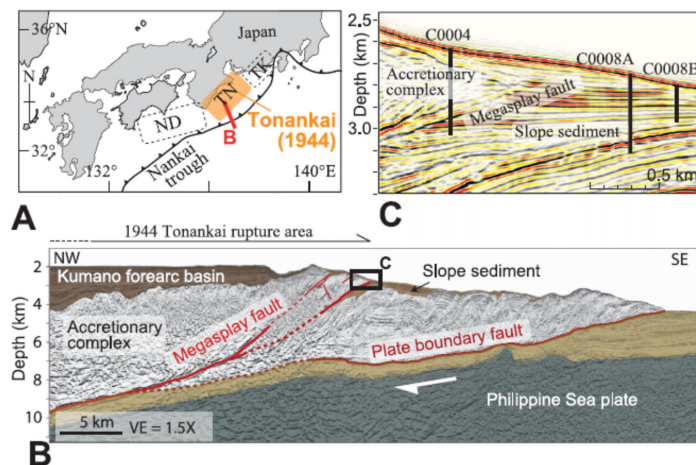 36°N
Japan
N
TK
TN
ND
B
Tonankai
(1944)
32°
Nankai
trough
132°
140°E
A
2.5
C0004
C0008A
C0008B
Accretionary
complex
Megasplay fault
Depth (km)
3.0
Slope sediment
0.5 km
C
1944 Tonankai rupture area
NW
C
SE
2
Kumano forearc basin
Slope sediment
4
Accretionary
complex
Megasplay fault
Depth (km)
6
Plate boundary fault
8
Philippine Sea plate
10
5 km
VE = 1.5X
B